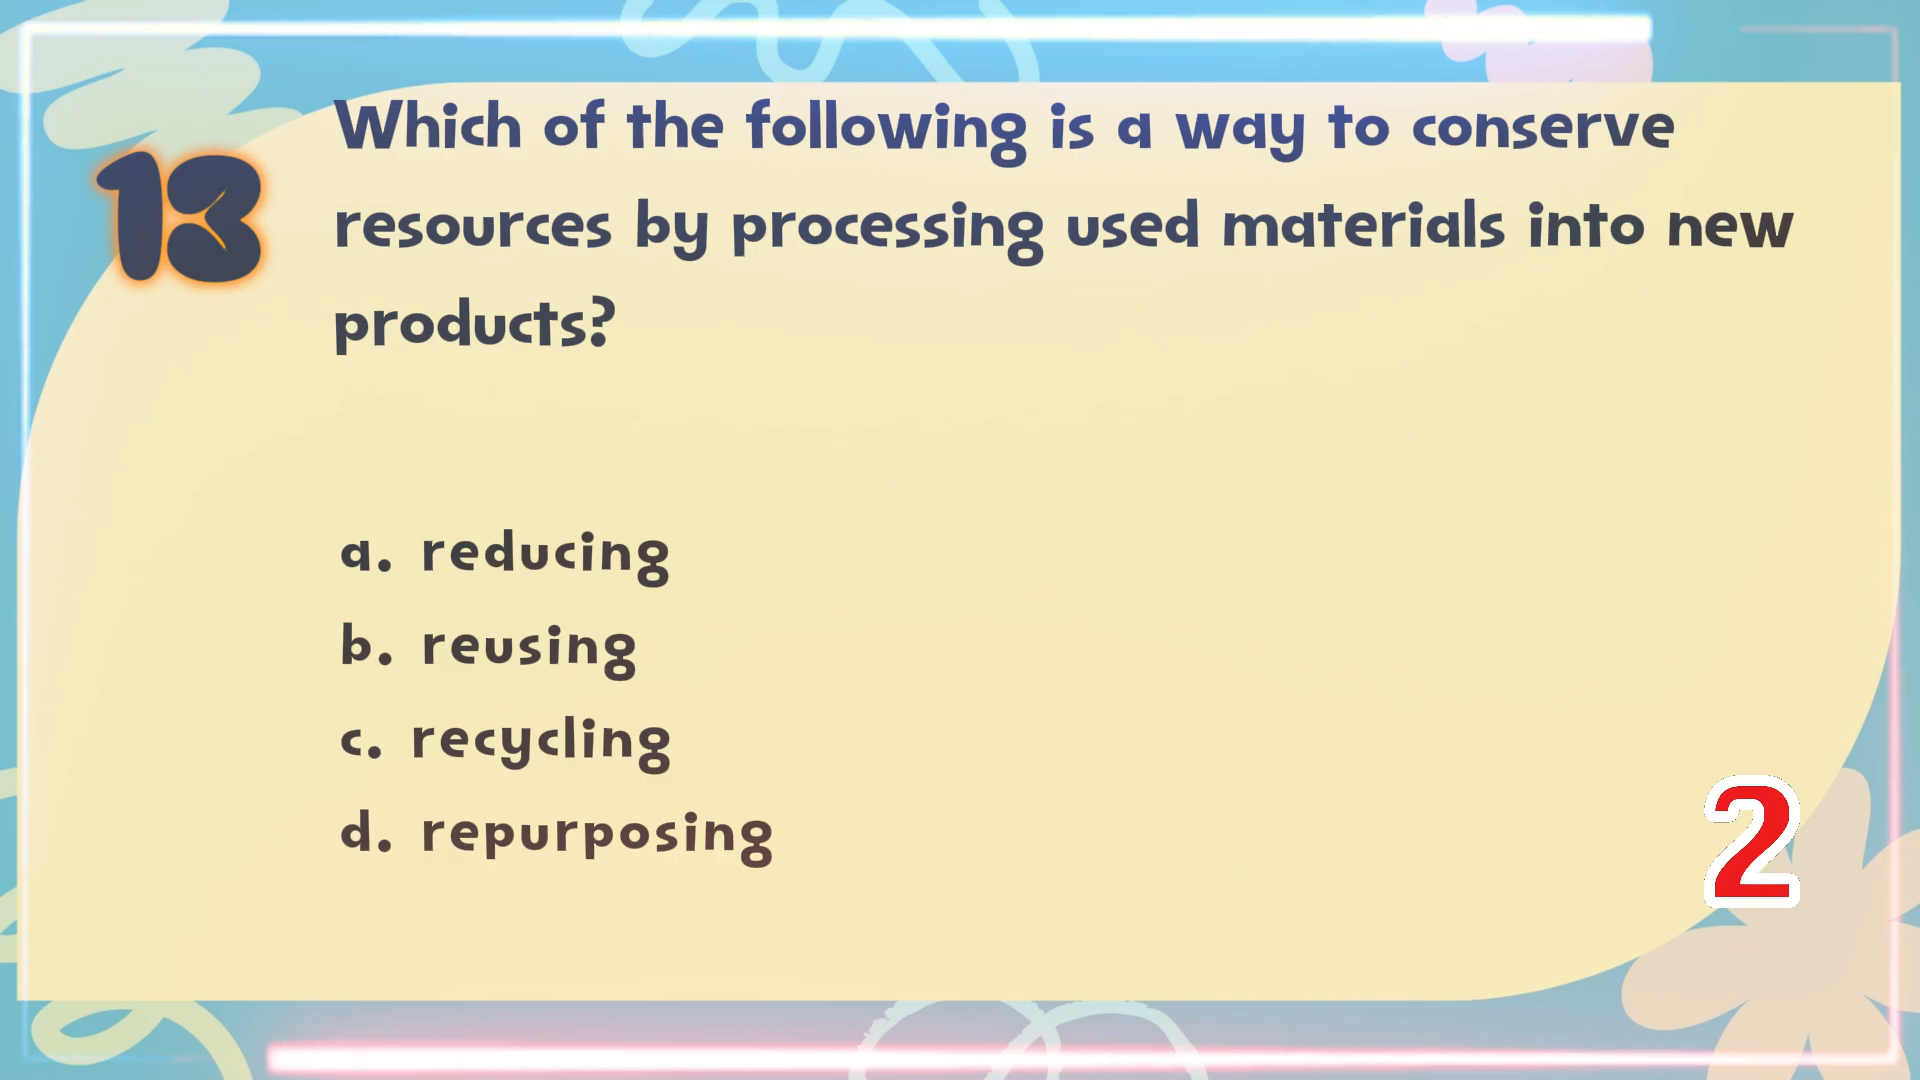 13
Which of the following is a way to conserve
resources by processing used materials into new
products?
a. reducing
b. reusing
c. recycling
d. repurposing
2